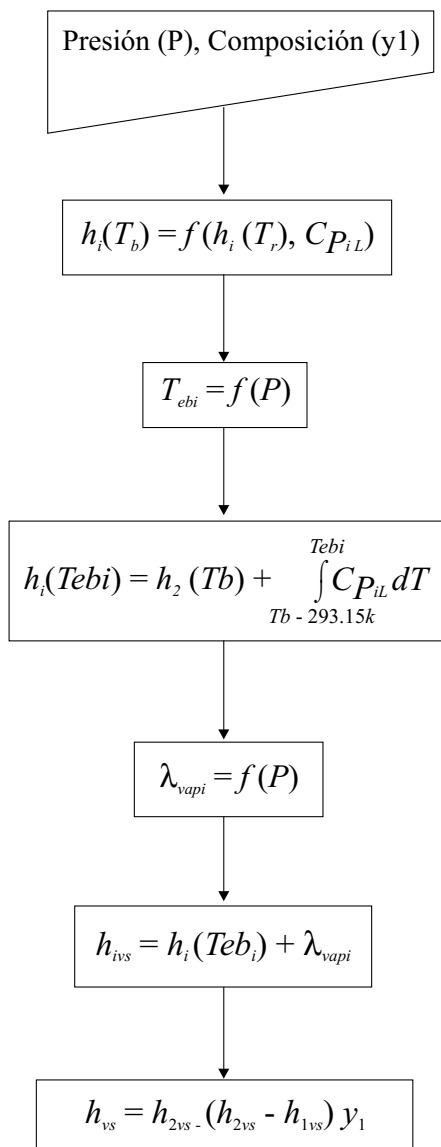 Presión (P), Composición (y1)
h_i(T_b) = f(h_i (T_r), C_{P_{i L}})
T_{ebi} = f(P)
h_i(Tebi) = h_2 (Tb) + ∫_{Tb - 293.15k}^{Tebi} C_{P_{iL}} dT
λ_{vapi} = f(P)
h_{ivs} = h_i (Teb_i) + λ_{vapi}
h_{vs} = h_{2vs -} (h_{2vs} - h_{1vs}) y_1